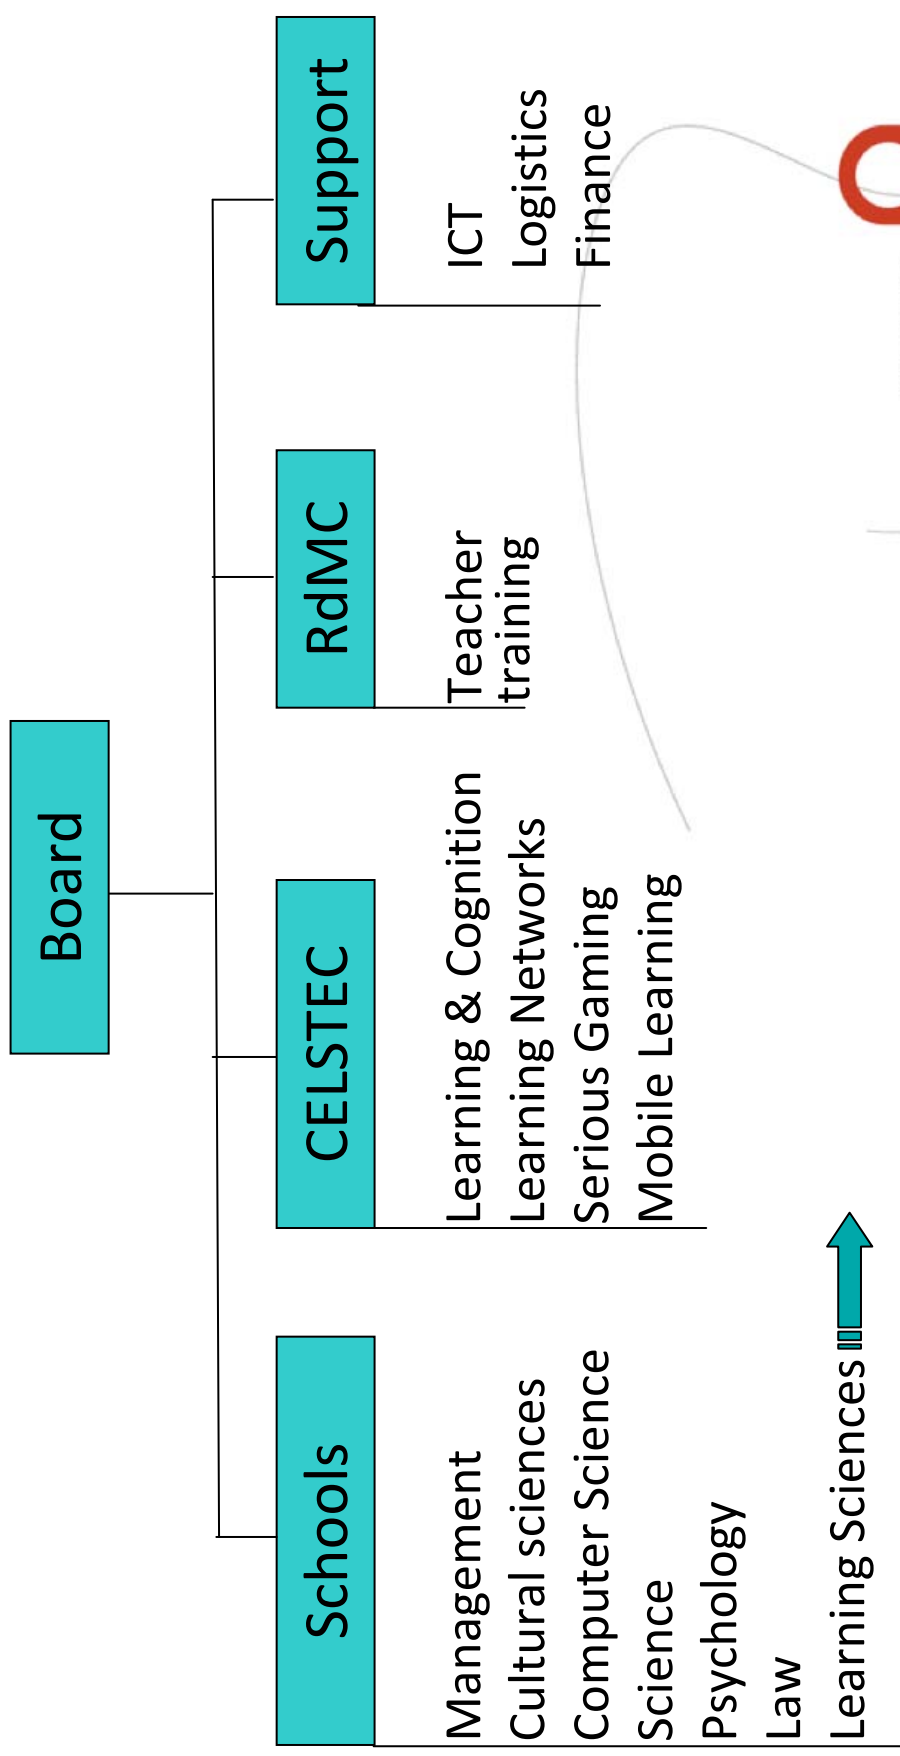 Board
Schools
Management
Cultural sciences
Computer Science
Science
Psychology
Law
Learning Sciences
CELSTEC
Learning & Cognition
Learning Networks
Serious Gaming
Mobile Learning
RdMC
Teacher
training
Support
ICT
Logistics
Finance